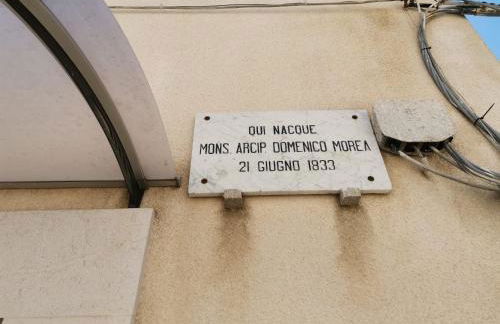 QUI NACQUE
MONS. ARCIP. DOMENICO MOREA
21 GIUGNO 1833